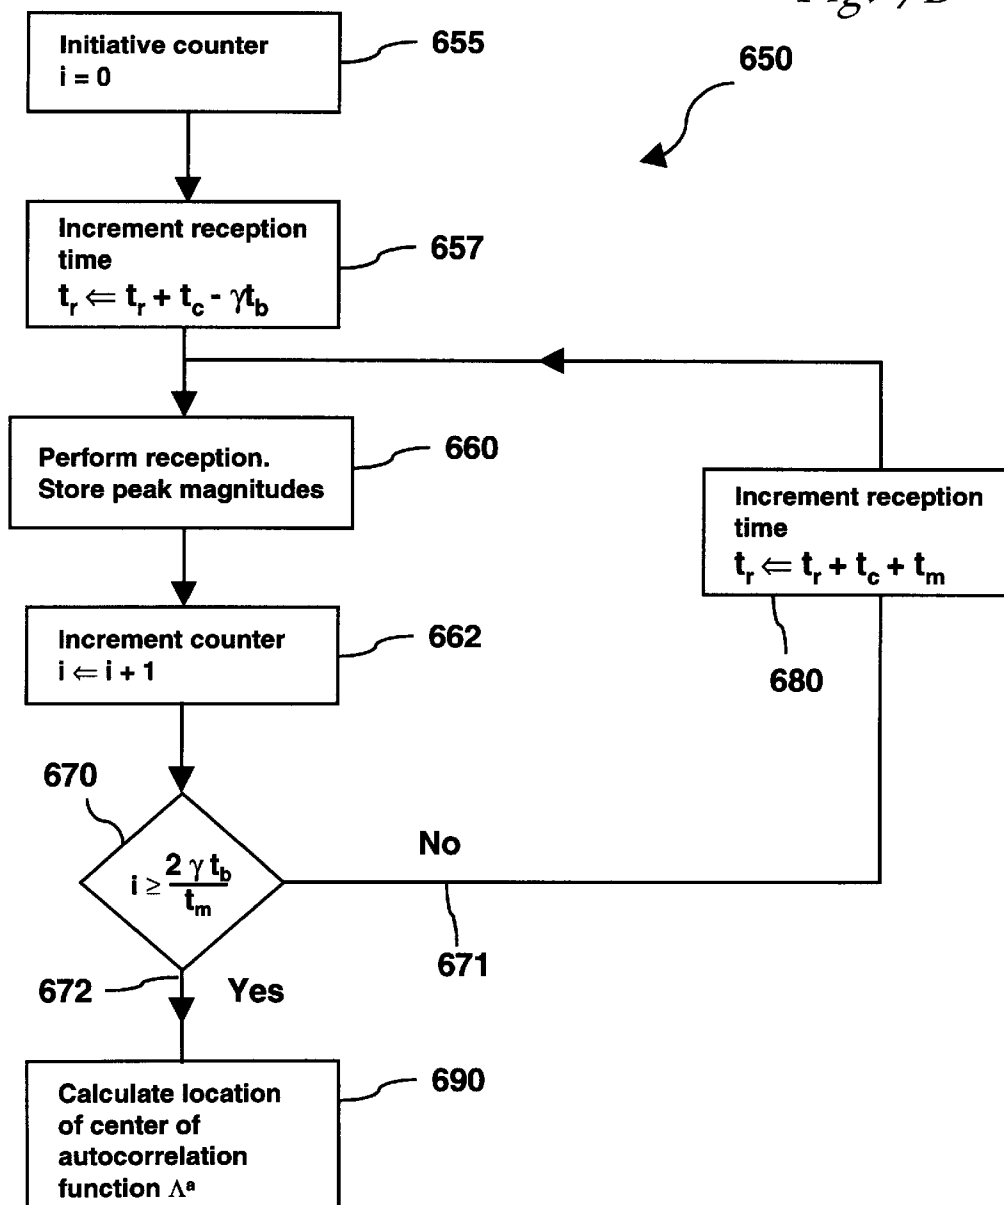 Fig. 7B
Initiative counter
i = 0
655
650
Increment reception
time
tr ⇐ tr + tc - γtb
657
Perform reception.
Store peak magnitudes
660
Increment reception
time
tr ⇐ tr + tc + tm
680
Increment counter
i ⇐ i + 1
662
670
i ≥ 2 γ tb / tm
No
671
672
Yes
Calculate location
of center of
autocorrelation
function Λᵃ
690